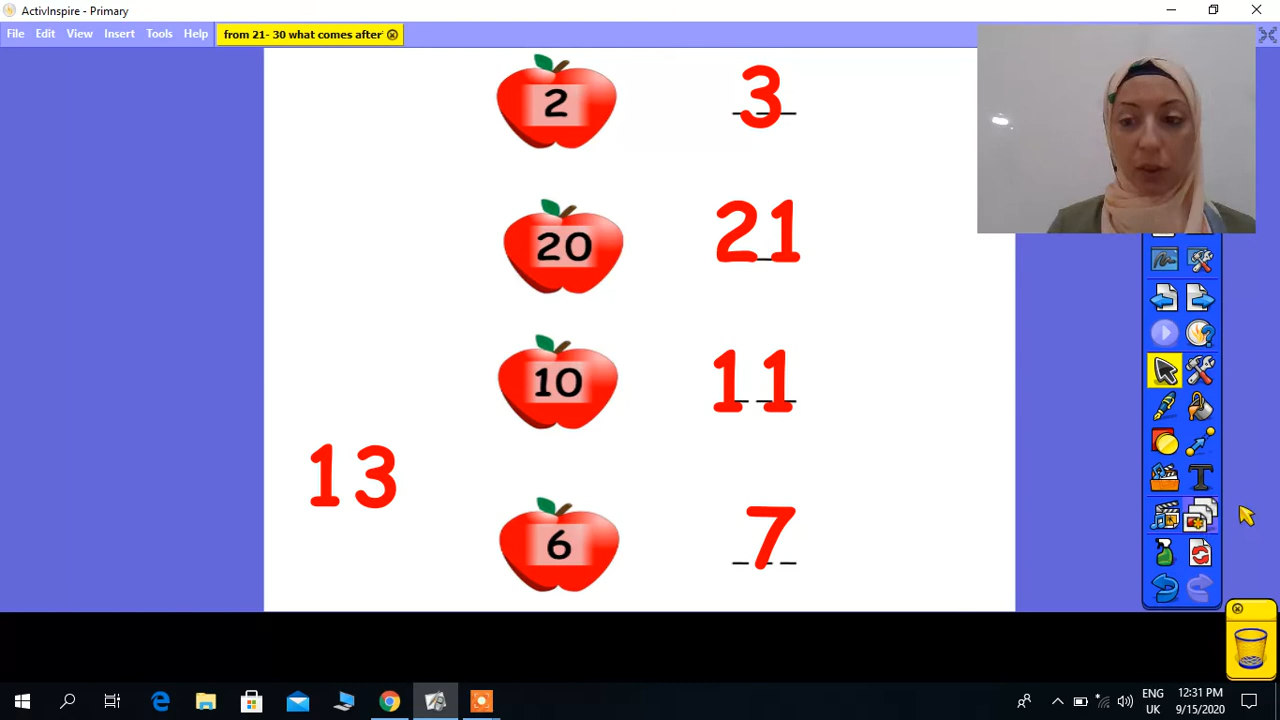 ActivInspire - Primary
File Edit View Insert Tools Help from 21- 30 what comes after'
2 3
20 21
10 11
13
6 7
T
ENG 12:31 PM
UK 9/15/2020